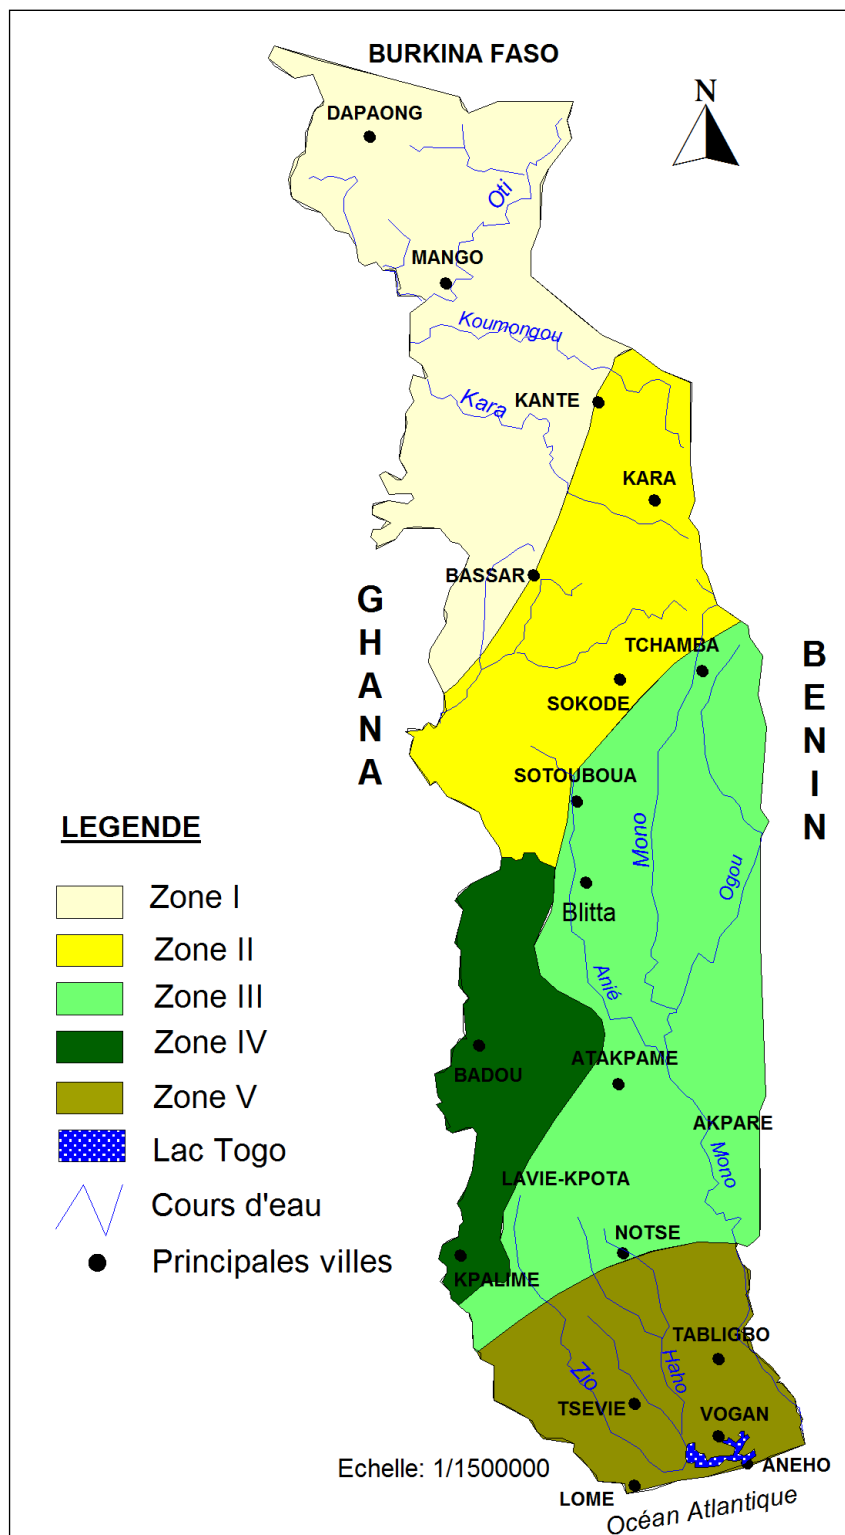 BURKINA FASO
N
DAPAONG
Oti
MANGO
Koumongou
KANTE
Kara
KARA
BASSAR
GHANA
TCHAMBA
BENIN
SOKODE
SOTOUBOUA
Mono
Ogou
Blitta
Anié
LEGENDE
Zone I
Zone II
Zone III
Zone IV
Zone V
Lac Togo
Cours d'eau
Principales villes
BADOU
ATAKPAME
AKPARE
Mono
LAVIE-KPOTA
NOTSE
KPALIME
TABLIGBO
Haho
Zio
TSEVIE
VOGAN
Echelle: 1/1500000
ANEHO
LOME
Océan Atlantique